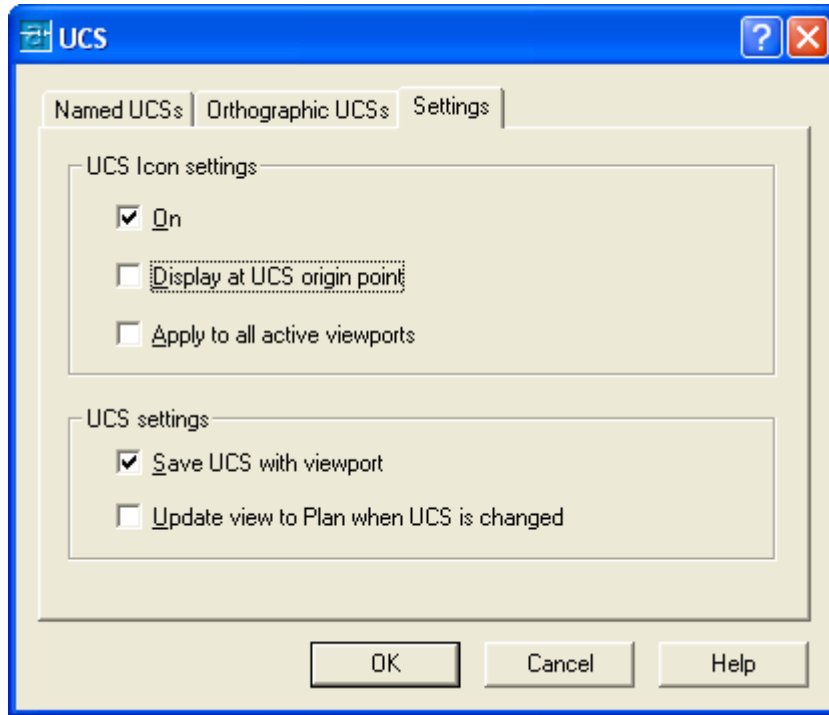 UCS
Named UCSs Orthographic UCSs Settings
UCS Icon settings
On
Display at UCS origin point
Apply to all active viewports
UCS settings
Save UCS with viewport
Update view to Plan when UCS is changed
OK Cancel Help